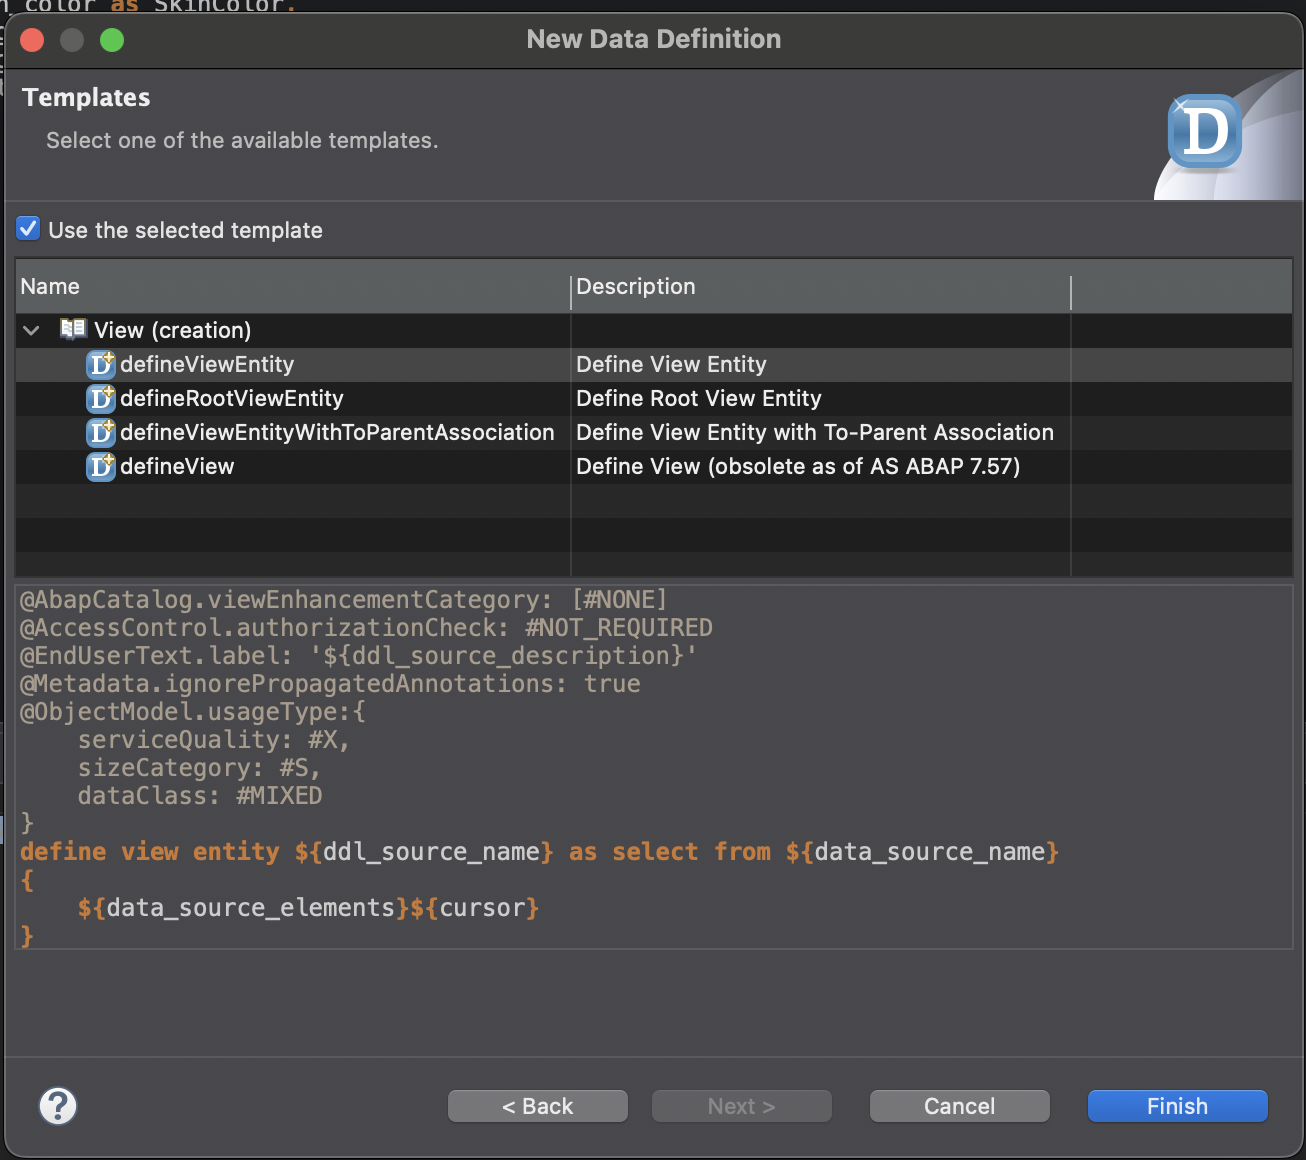 color as SkinColor.
New Data Definition
Templates
Select one of the available templates.
D
Use the selected template
Name Description
View (creation)
defineViewEntity Define View Entity
defineRootViewEntity Define Root View Entity
defineViewEntityWithToParentAssociation Define View Entity with To-Parent Association
defineView Define View (obsolete as of AS ABAP 7.57)
@AbapCatalog.viewEnhancementCategory: [#NONE]
@AccessControl.authorizationCheck: #NOT_REQUIRED
@EndUserText.label: '${ddl_source_description}'
@Metadata.ignorePropagatedAnnotations: true
@ObjectModel.usageType:{
    serviceQuality: #X,
    sizeCategory: #S,
    dataClass: #MIXED
}
define view entity ${ddl_source_name} as select from ${data_source_name}
{
    ${data_source_elements}${cursor}
}
? < Back Next > Cancel Finish